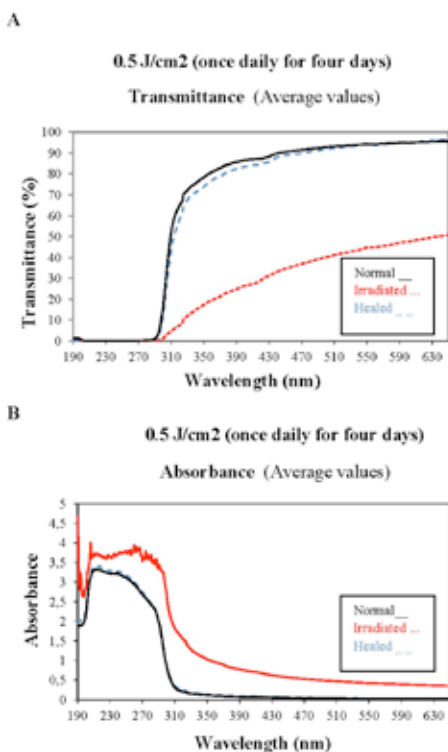 A
0.5 J/cm2 (once daily for four days)
Transmittance (Average values)
100
90
80
70
60
50
40
30
20
10
0
Transmittance (%)
Normal __
Irradiated ...
Healed _ _
190 230 270 310 350 390 430 470 510 550 590 630
Wavelength (nm)
B
0.5 J/cm2 (once daily for four days)
Absorbance (Average values)
5
4,5
4
3,5
3
2,5
2
1,5
1
0,5
0
Absorbance
Normal__
Irradiated ...
Healed _ _
190 230 270 310 350 390 430 470 510 550 590 630
Wavelength (nm)